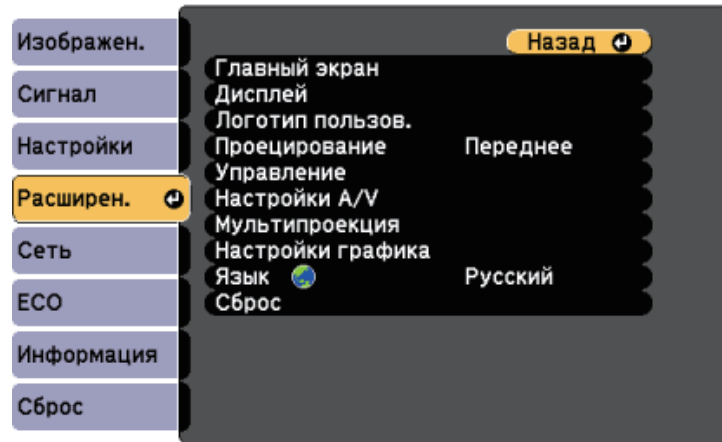 Изображен.
Сигнал
Настройки
Расширен.
Сеть
ECO
Информация
Сброс
Назад
Главный экран
Дисплей
Логотип пользов.
Проецирование Переднее
Управление
Настройки A/V
Мультипроекция
Настройки графика
Язык Русский
Сброс